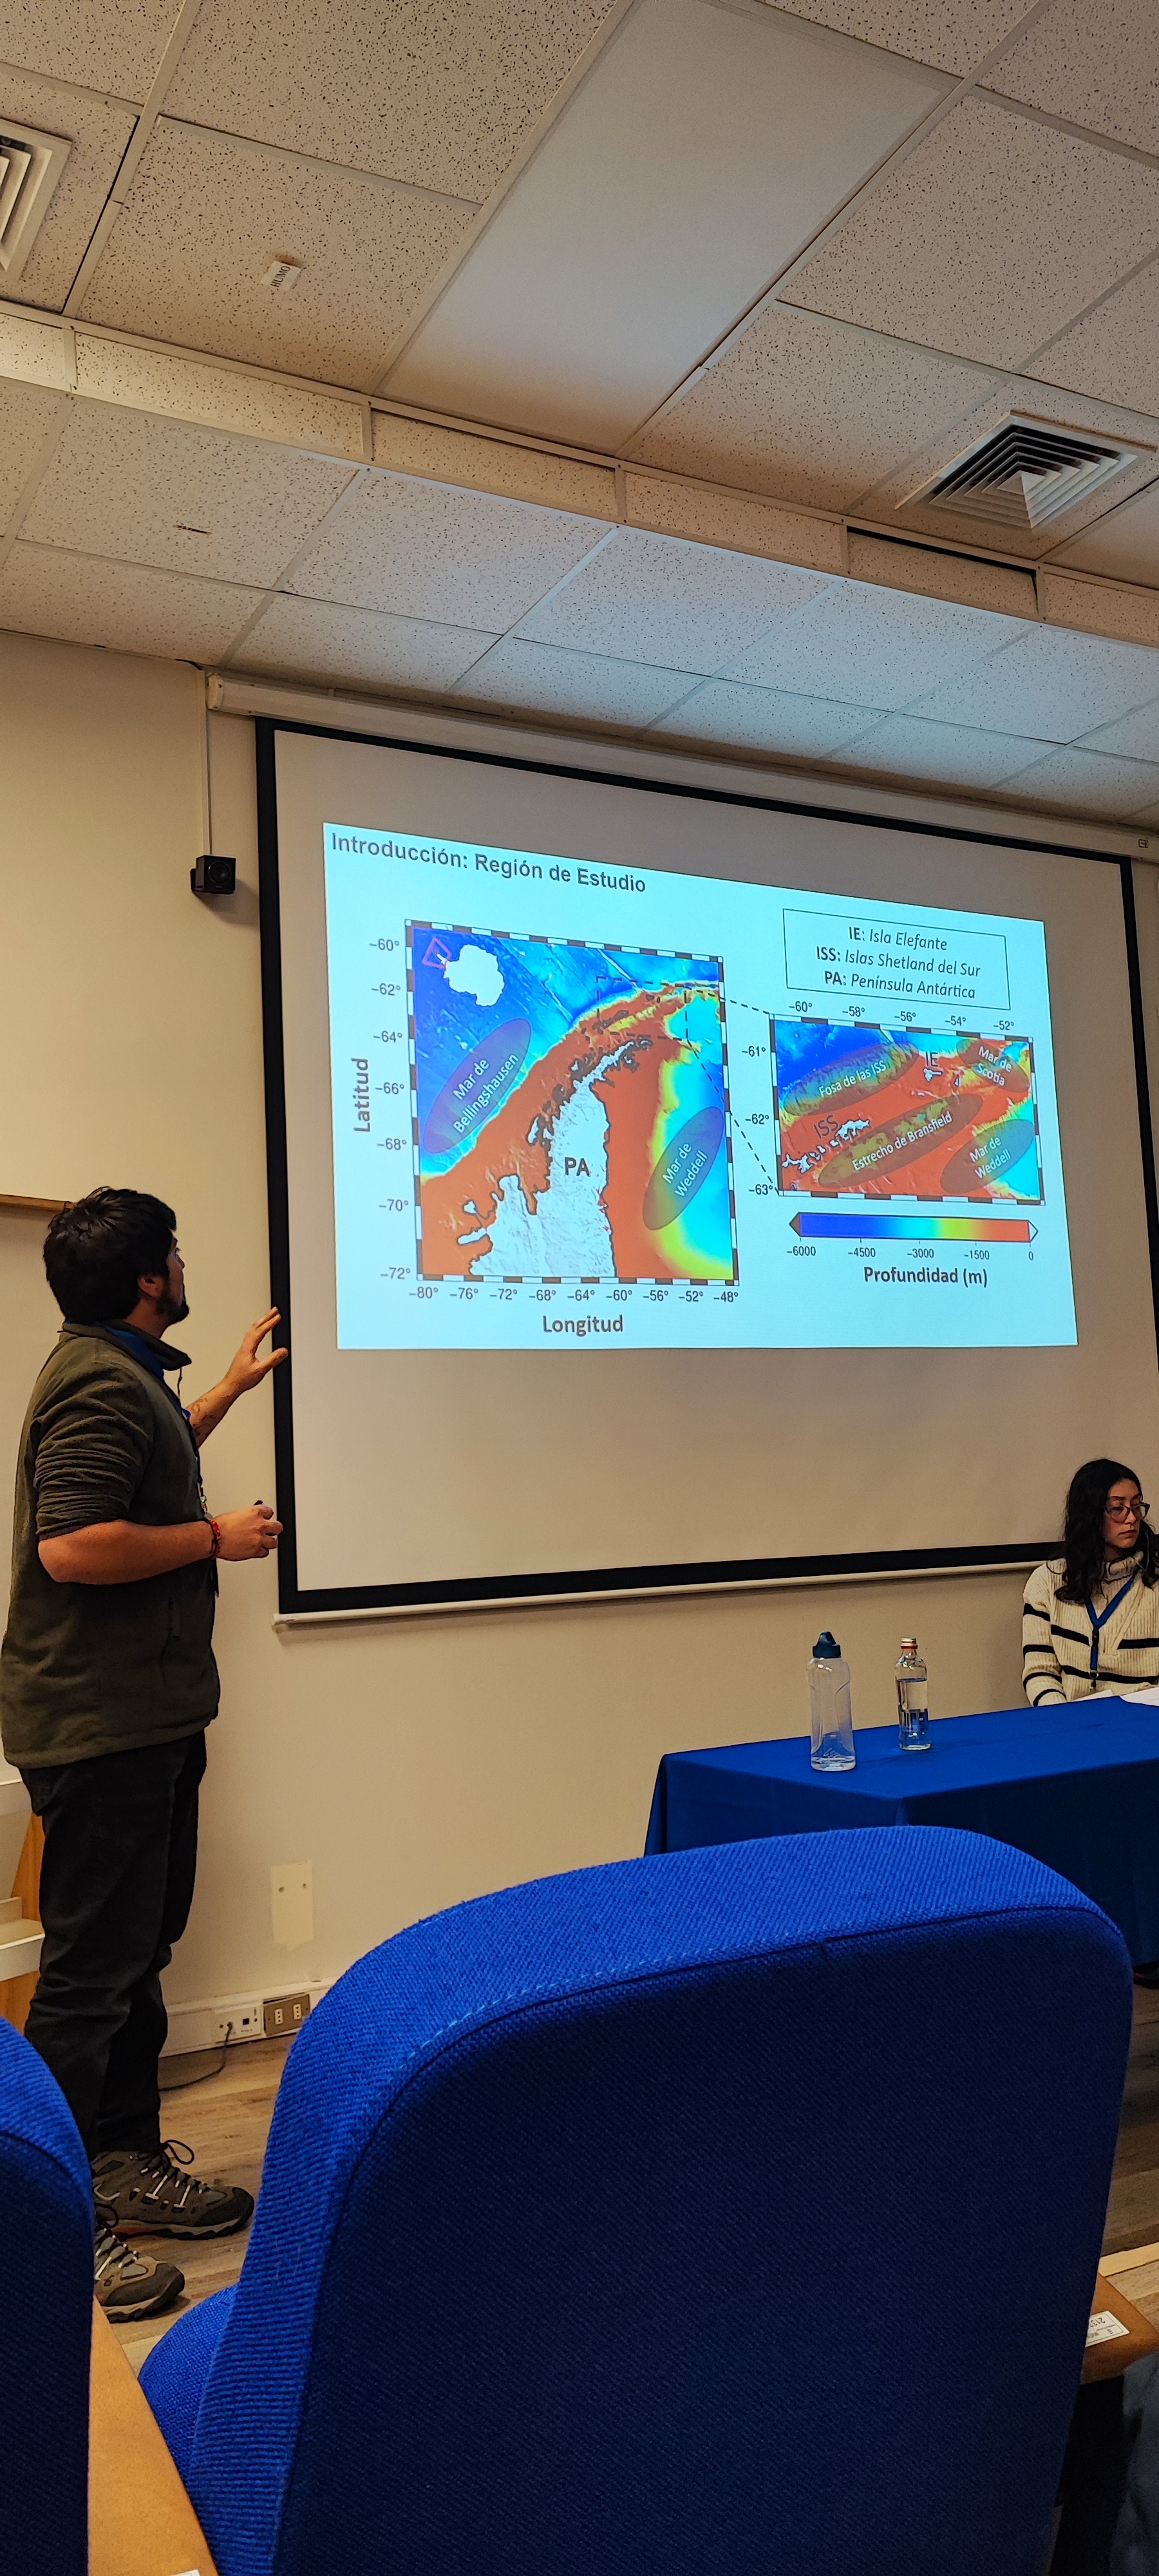 HUMO
Introducción: Región de Estudio
IE: Isla Elefante
ISS: Islas Shetland del Sur
PA: Península Antártica
−60°
−62°
−64°
−66°
−68°
−70°
−72°
Latitud
Mar de
Bellingshausen
PA
Mar de
Weddell
−80° −76° −72° −68° −64° −60° −56° −52° −48°
Longitud
−60° −58° −56° −54° −52°
−61°
−62°
−63°
Fosa de las ISS
IE
Mar de
Scotia
ISS
Estrecho de Bransfield
Mar de
Weddell
−6000 −4500 −3000 −1500 0
Profundidad (m)